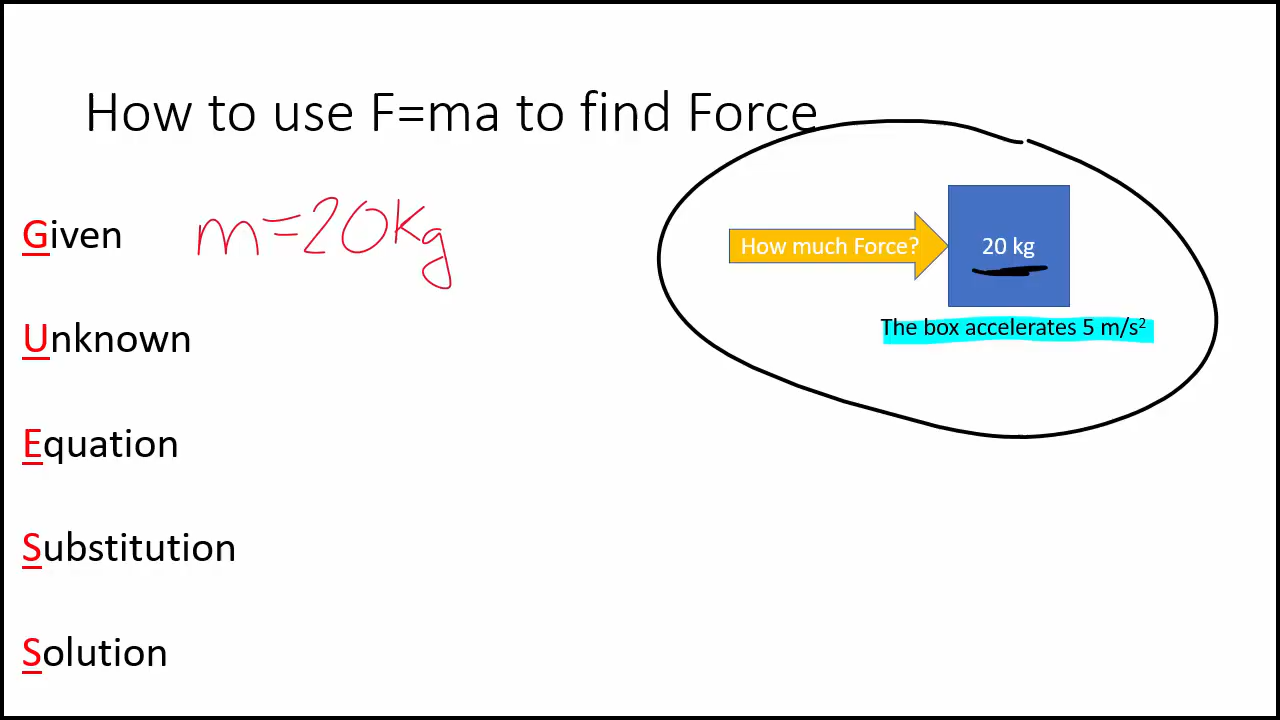 How to use F=ma to find Force
Given m=20Kg
How much Force?
20 kg
The box accelerates 5 m/s²
Unknown
Equation
Substitution
Solution